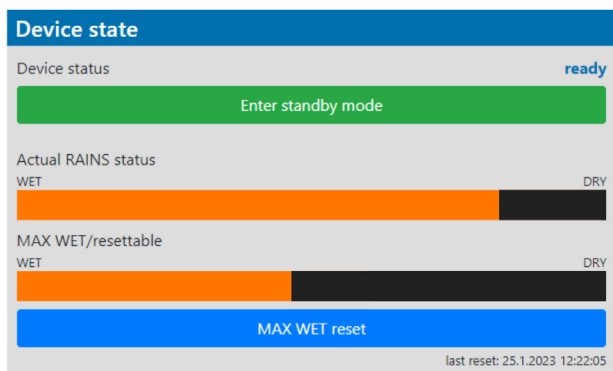 Device state
Device status ready
Enter standby mode
Actual RAINS status
WET DRY
MAX WET/resettable
WET DRY
MAX WET reset
last reset: 25.1.2023 12:22:05